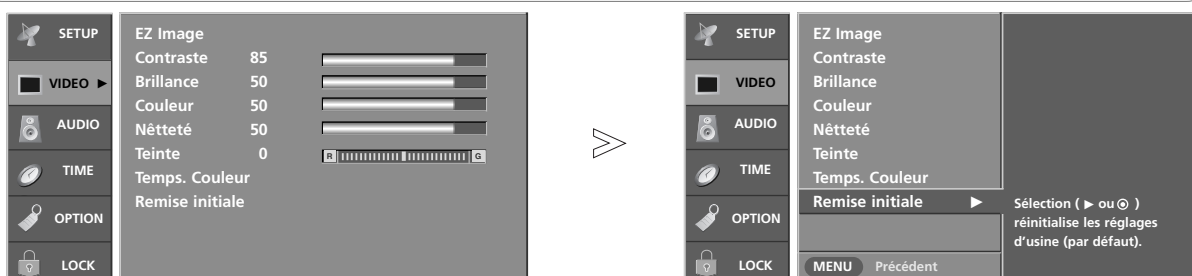 SETUP
VIDEO ►
AUDIO
TIME
OPTION
LOCK
EZ Image
Contraste 85
Brillance 50
Couleur 50
Nêtteté 50
Teinte 0 R G
Temps. Couleur
Remise initiale
>
SETUP
VIDEO
AUDIO
TIME
OPTION
LOCK
EZ Image
Contraste
Brillance
Couleur
Nêtteté
Teinte
Temps. Couleur
Remise initiale ►
MENU Précédent
Sélection ( ► ou ⊙ )
réinitialise les réglages
d'usine (par défaut).